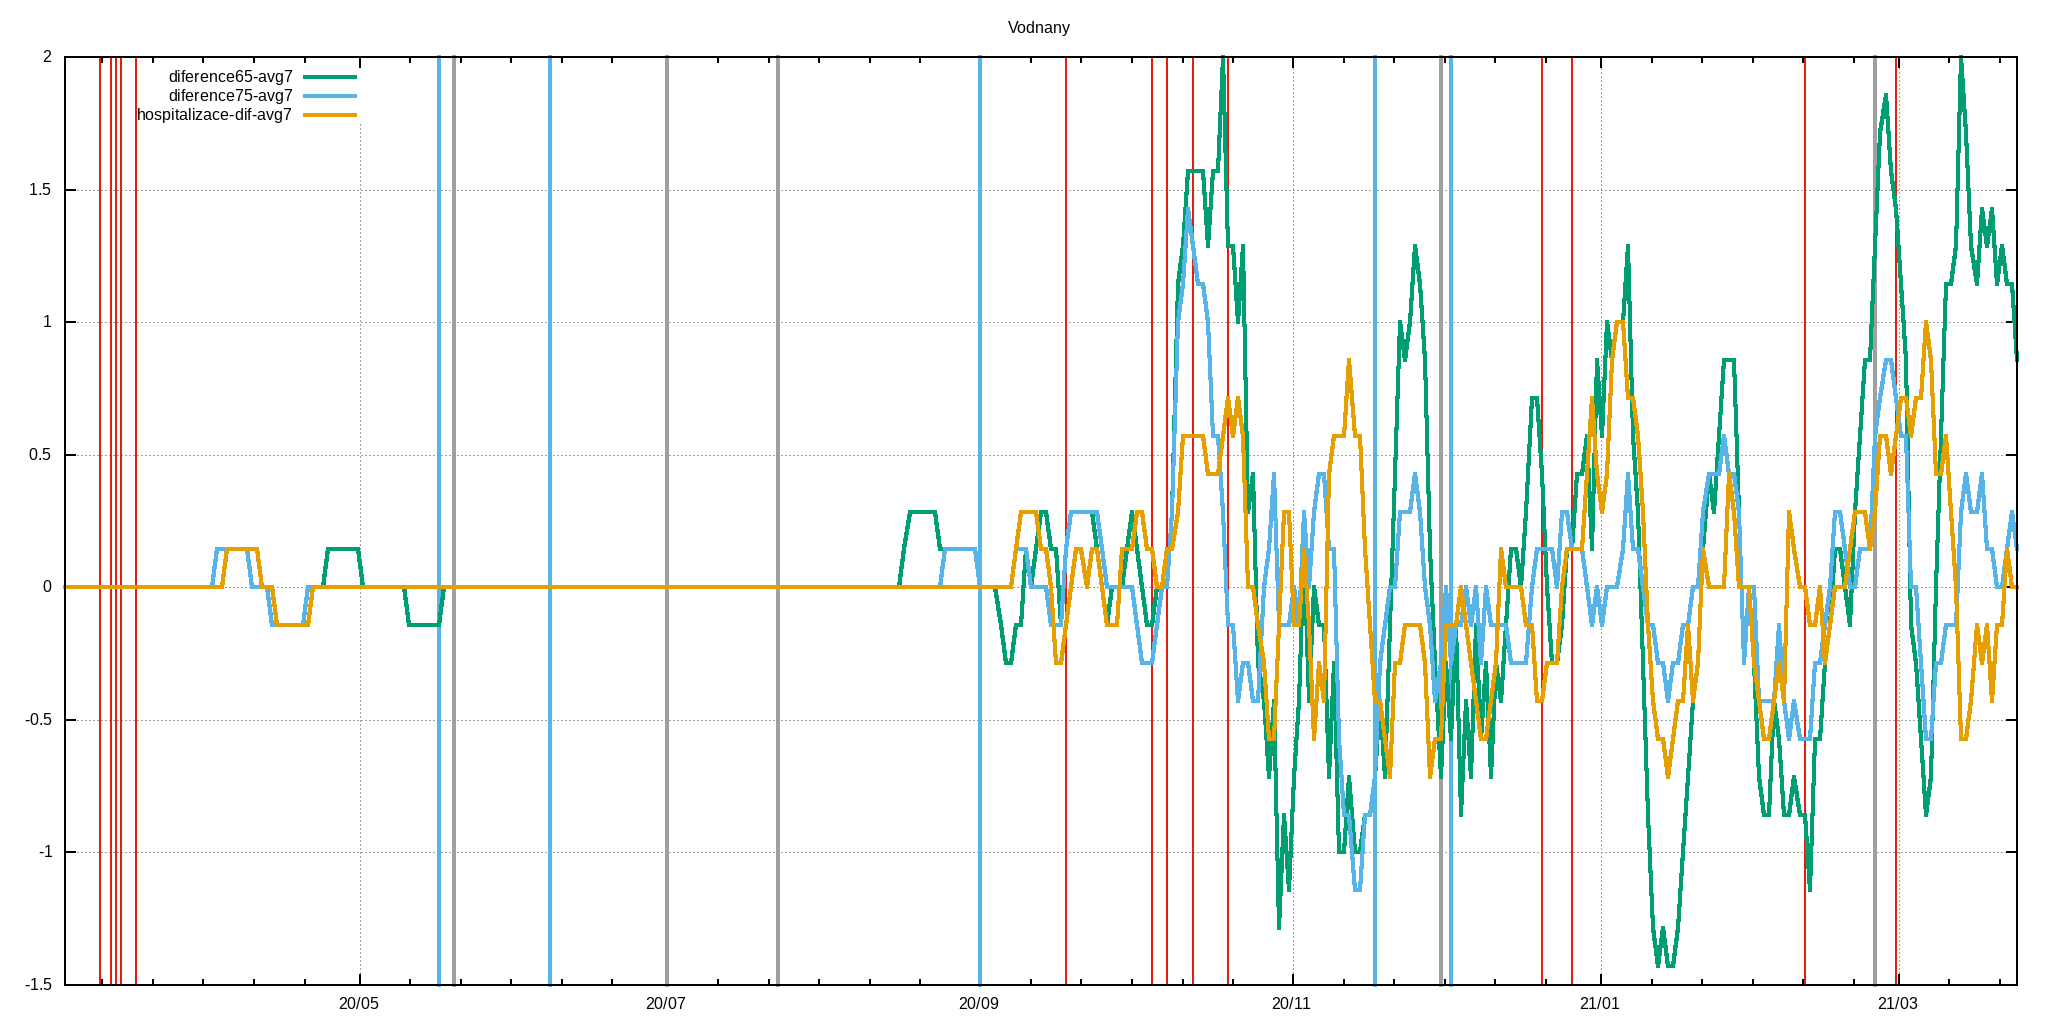 Vodnany
diference65-avg7
diference75-avg7
hospitalizace-dif-avg7
2
1.5
1
0.5
0
-0.5
-1
-1.5
20/05 20/07 20/09 20/11 21/01 21/03